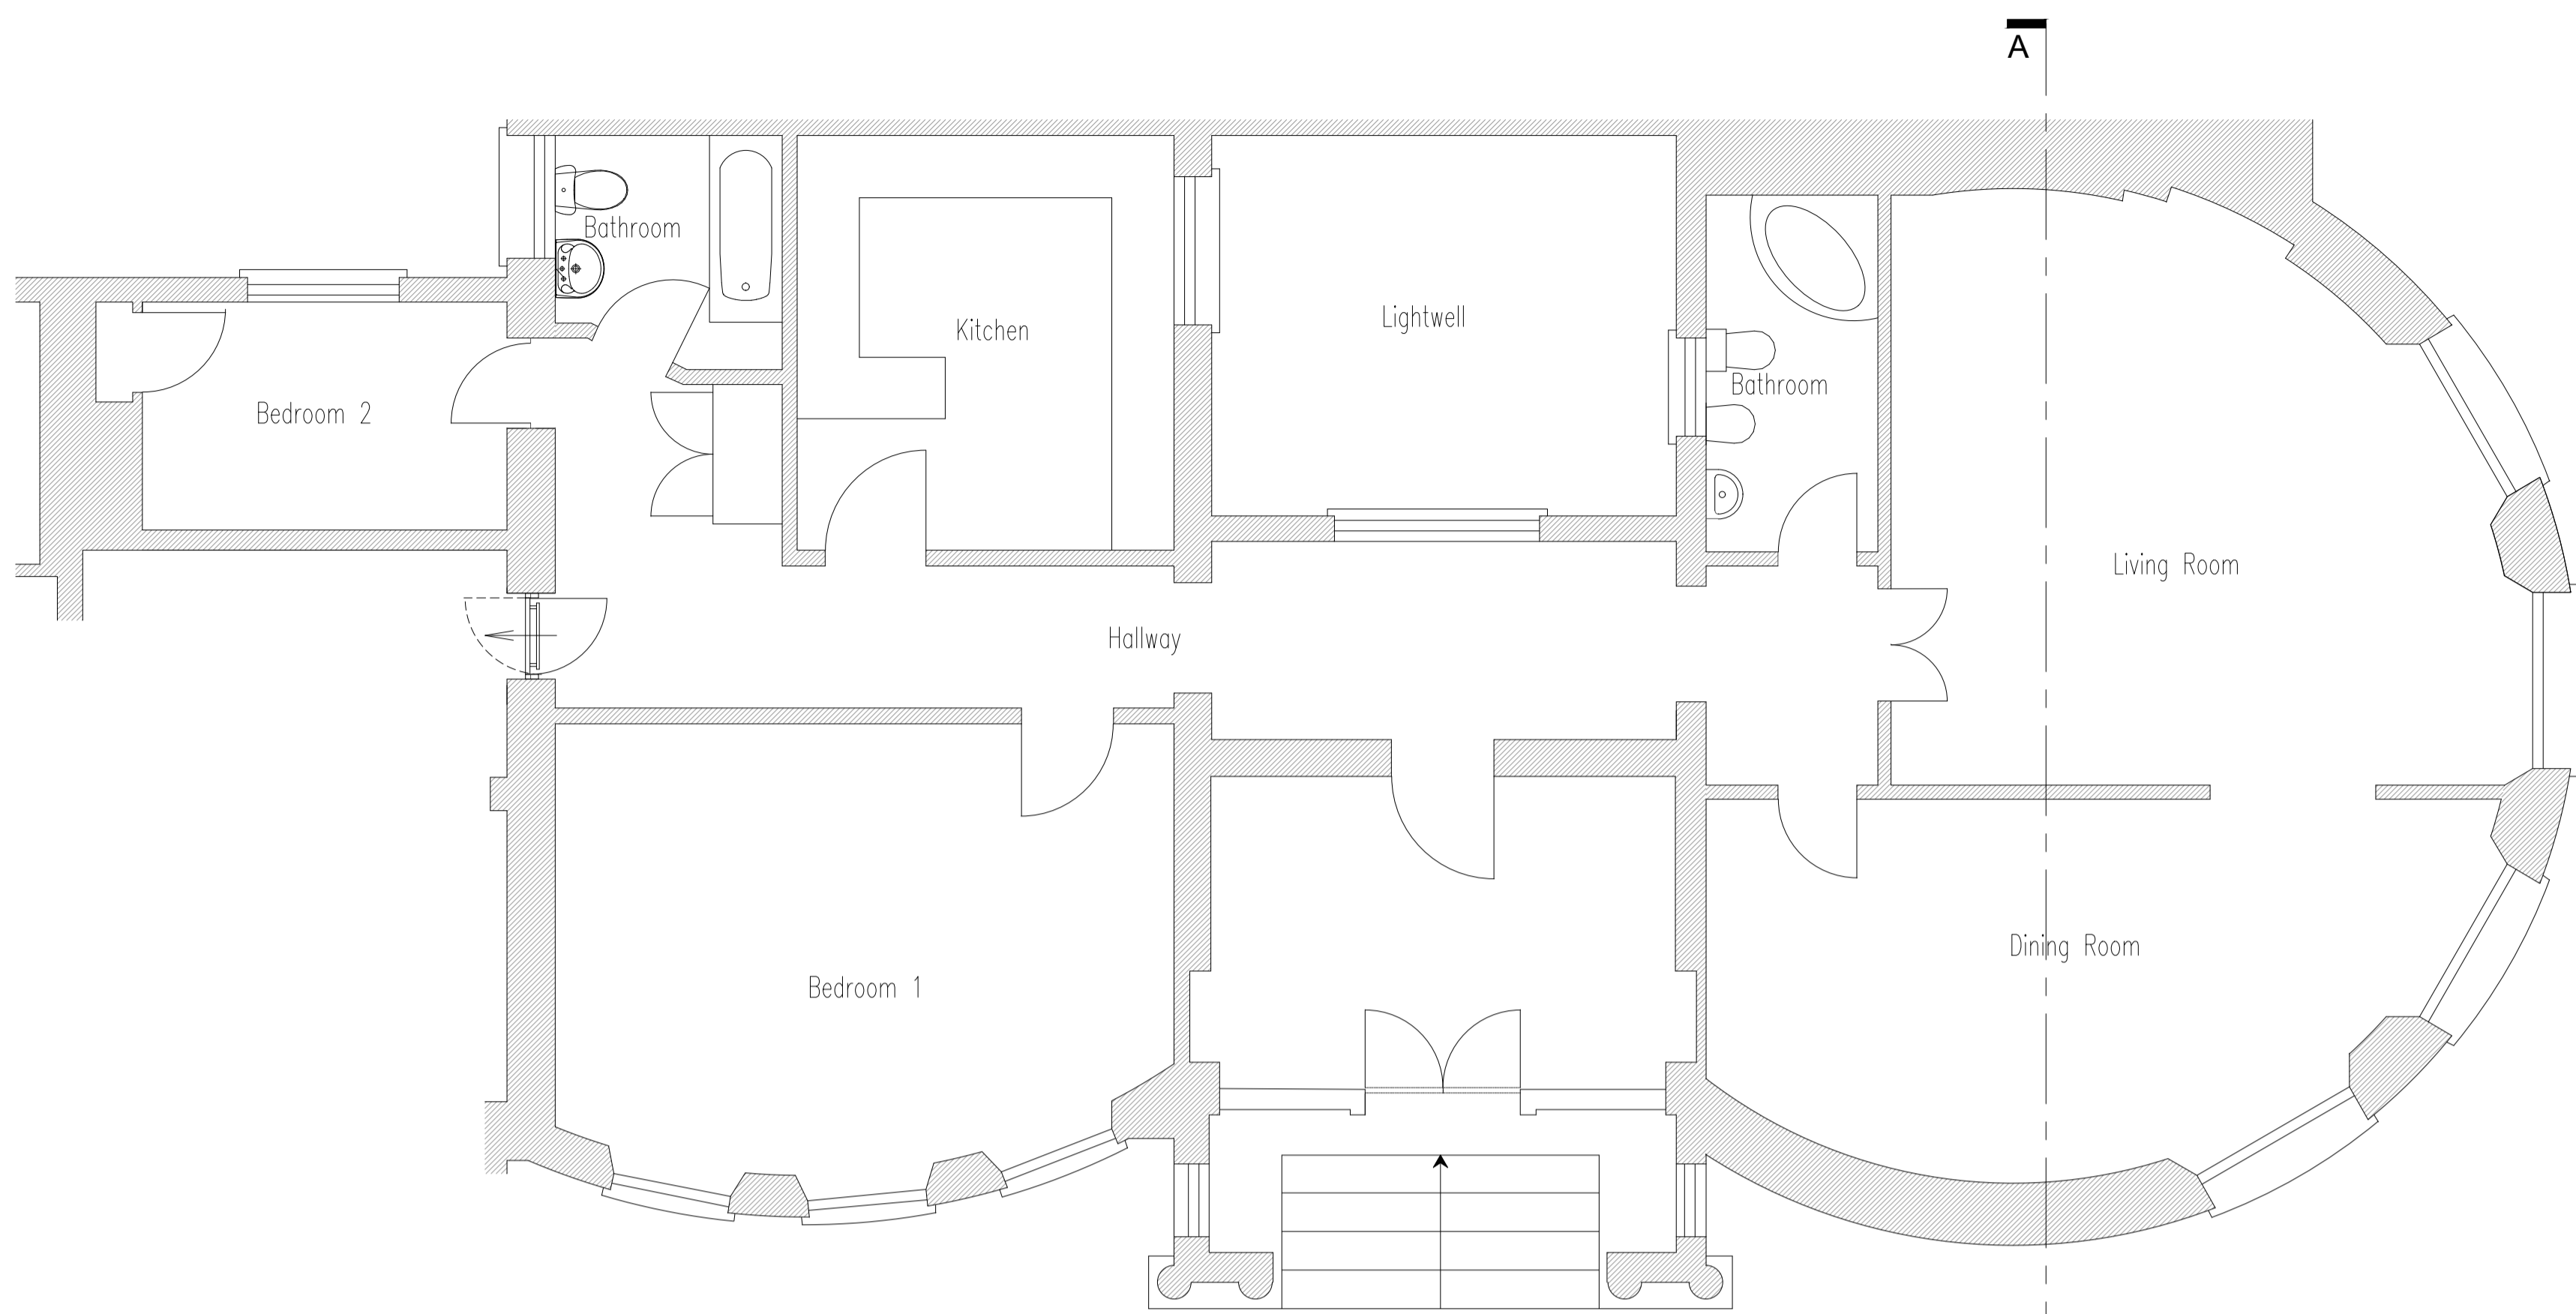 A
Bathroom
Kitchen
Lightwell
Bathroom
Bedroom 2
Living Room
Hallway
Dining Room
Bedroom 1